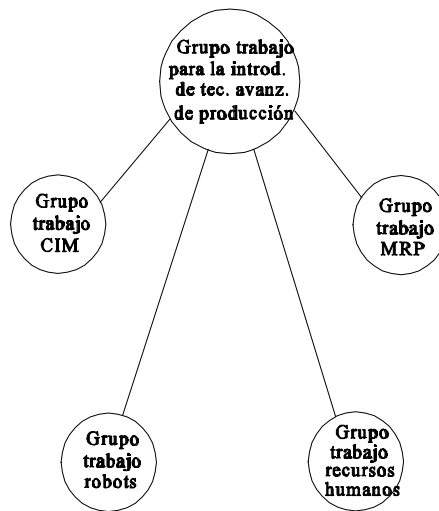 Grupo trabajo
para la introd.
de tec. avanz.
de producción
Grupo
trabajo
CIM
Grupo
trabajo
MRP
Grupo
trabajo
robots
Grupo
trabajo
recursos
humanos